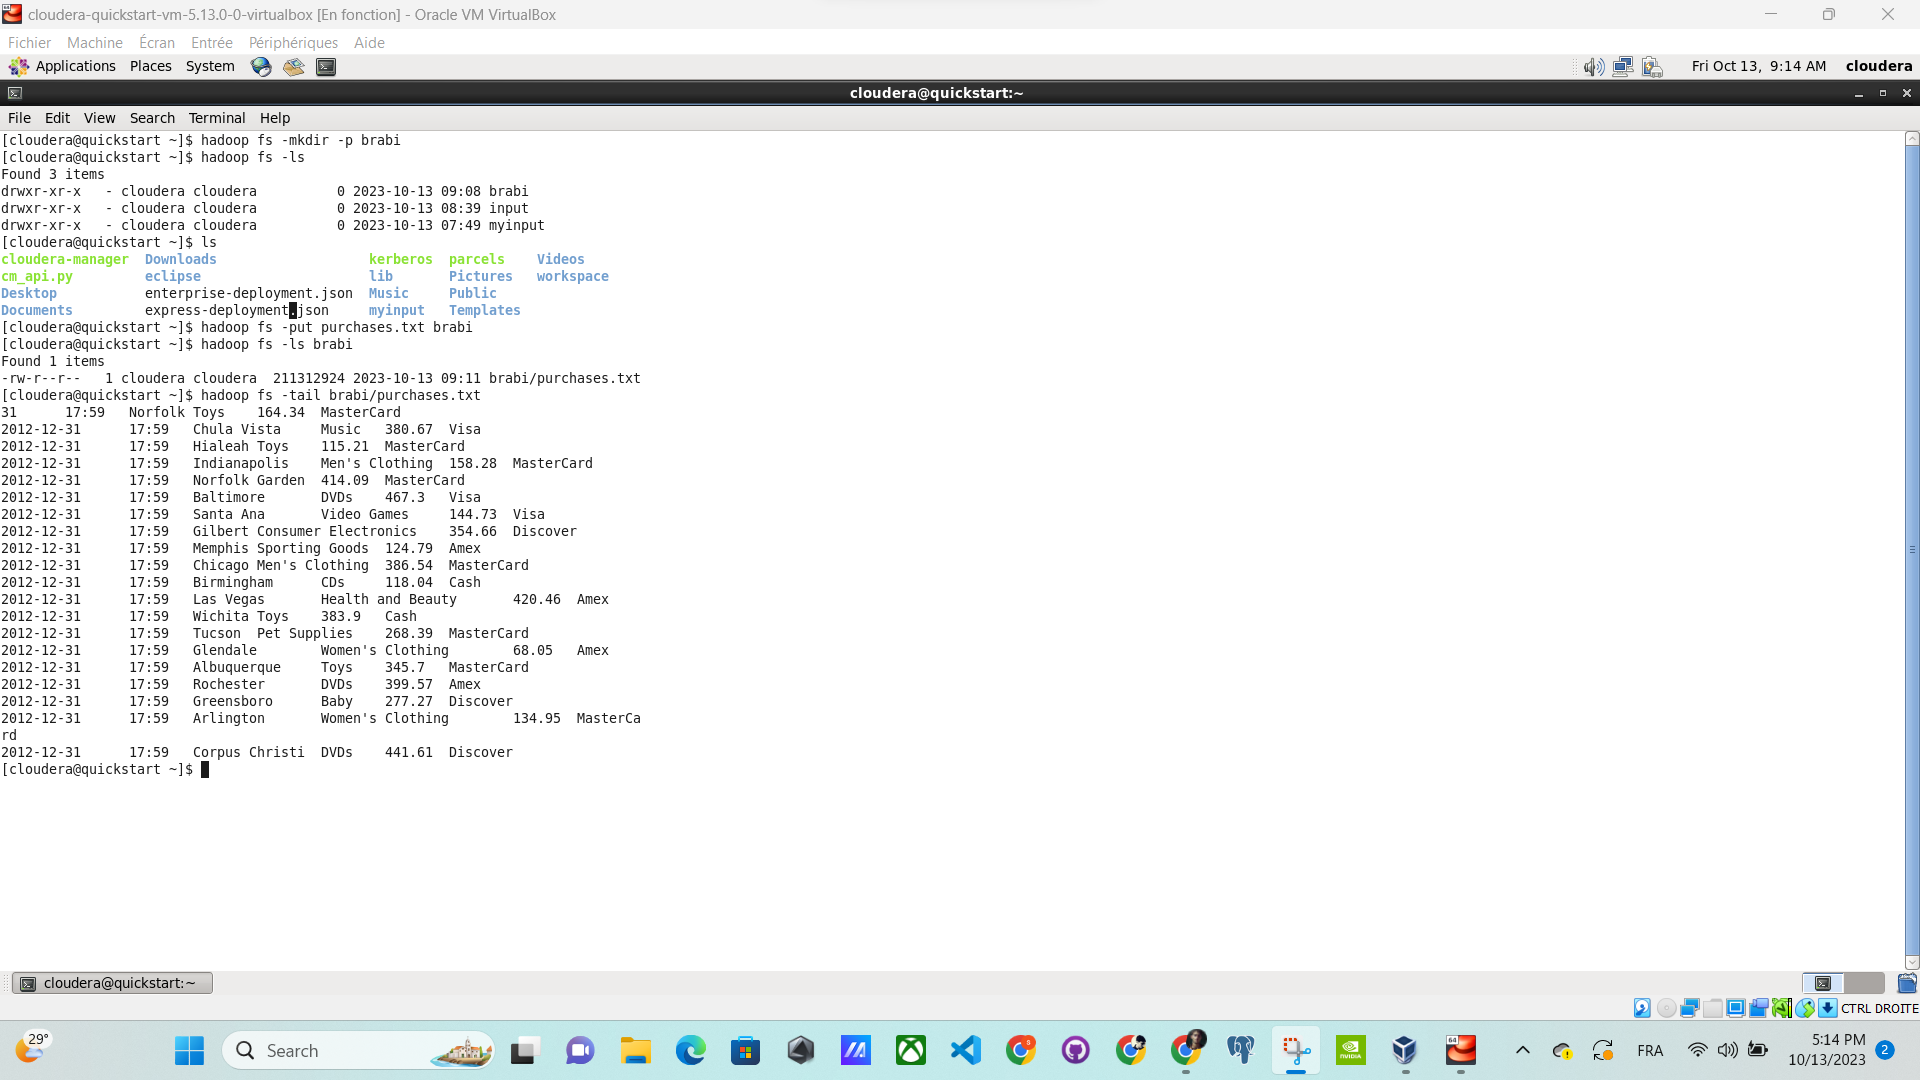 cloudera-quickstart-vm-5.13.0-0-virtualbox [En fonction] - Oracle VM VirtualBox
Fichier Machine Écran Entrée Périphériques Aide
Applications Places System Fri Oct 13, 9:14 AM cloudera
cloudera@quickstart:~
File Edit View Search Terminal Help
[cloudera@quickstart ~]$ hadoop fs -mkdir -p brabi
[cloudera@quickstart ~]$ hadoop fs -ls
Found 3 items
drwxr-xr-x   - cloudera cloudera          0 2023-10-13 09:08 brabi
drwxr-xr-x   - cloudera cloudera          0 2023-10-13 08:39 input
drwxr-xr-x   - cloudera cloudera          0 2023-10-13 07:49 myinput
[cloudera@quickstart ~]$ ls
cloudera-manager  Downloads                   kerberos  parcels    Videos
cm_api.py         eclipse                     lib       Pictures   workspace
Desktop           enterprise-deployment.json  Music     Public
Documents         express-deployment.json     myinput   Templates
[cloudera@quickstart ~]$ hadoop fs -put purchases.txt brabi
[cloudera@quickstart ~]$ hadoop fs -ls brabi
Found 1 items
-rw-r--r--   1 cloudera cloudera  211312924 2023-10-13 09:11 brabi/purchases.txt
[cloudera@quickstart ~]$ hadoop fs -tail brabi/purchases.txt
31      17:59   Norfolk Toys    164.34  MasterCard
2012-12-31      17:59   Chula Vista     Music   380.67  Visa
2012-12-31      17:59   Hialeah Toys    115.21  MasterCard
2012-12-31      17:59   Indianapolis    Men's Clothing  158.28  MasterCard
2012-12-31      17:59   Norfolk Garden  414.09  MasterCard
2012-12-31      17:59   Baltimore       DVDs    467.3   Visa
2012-12-31      17:59   Santa Ana       Video Games     144.73  Visa
2012-12-31      17:59   Gilbert Consumer Electronics    354.66  Discover
2012-12-31      17:59   Memphis Sporting Goods  124.79  Amex
2012-12-31      17:59   Chicago Men's Clothing  386.54  MasterCard
2012-12-31      17:59   Birmingham      CDs     118.04  Cash
2012-12-31      17:59   Las Vegas       Health and Beauty       420.46  Amex
2012-12-31      17:59   Wichita Toys    383.9   Cash
2012-12-31      17:59   Tucson  Pet Supplies    268.39  MasterCard
2012-12-31      17:59   Glendale        Women's Clothing        68.05   Amex
2012-12-31      17:59   Albuquerque     Toys    345.7   MasterCard
2012-12-31      17:59   Rochester       DVDs    399.57  Amex
2012-12-31      17:59   Greensboro      Baby    277.27  Discover
2012-12-31      17:59   Arlington       Women's Clothing        134.95  MasterCa
rd
2012-12-31      17:59   Corpus Christi  DVDs    441.61  Discover
[cloudera@quickstart ~]$
cloudera@quickstart:~
CTRL DROITE
29° Search FRA 5:14 PM 2
10/13/2023